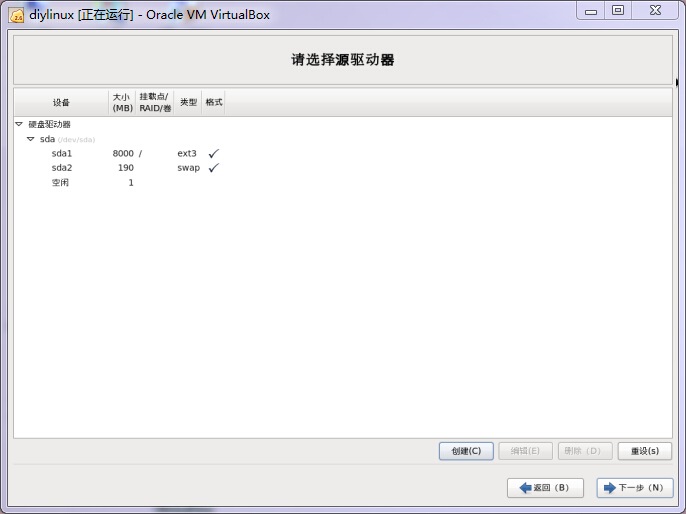 diylinux [正在运行] - Oracle VM VirtualBox
请选择源驱动器
设备 大小 (MB) 挂载点/ RAID/卷 类型 格式
硬盘驱动器
sda (/dev/sda)
sda1 8000 / ext3 ✓
sda2 190 swap ✓
空闲 1
创建(C) 编辑(E) 删除（D） 重设(s)
返回（B） 下一步（N）